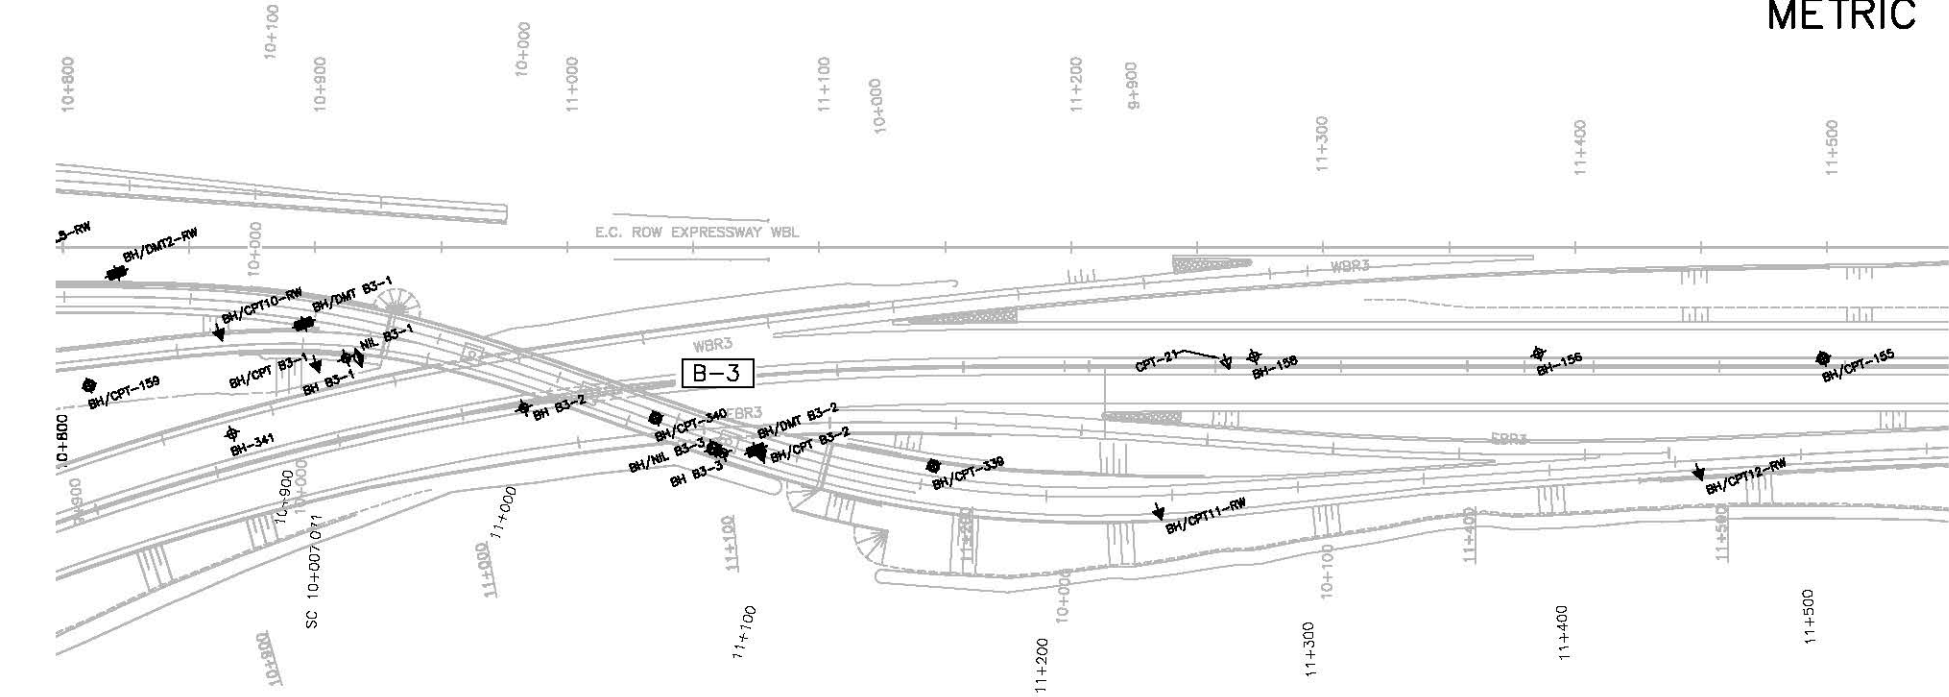 METRIC
10+800
10+100
10+900
10+000
11+000
11+100
10+000
11+200
9+900
11+300
11+400
11+500
-RW
BH/DMT2-RW
10+000
E.C. ROW EXPRESSWAY WBL
WBR3
BH/CPT10-RW
BH/DMT B3-1
NIL B3-1
BH/CPT B3-1
BH B3-1
BH/CPT-159
WBR3
B-3
CPT-21
BH-158
BH-156
BH/CPT-155
BH B3-2
BH/CPT-340
EBR3
BH/DMT B3-2
BH/CPT B3-2
BH/NIL B3-3
BH B3-3
BH-341
BH/CPT-339
EBR3
BH/CPT11-RW
BH/CPT12-RW
10+800
10+900
10+000
11+000
SC 10+007.071
10+900
11+000
11+100
11+200
10+000
10+100
11+400
11+500
11+100
11+200
11+300
11+400
11+500